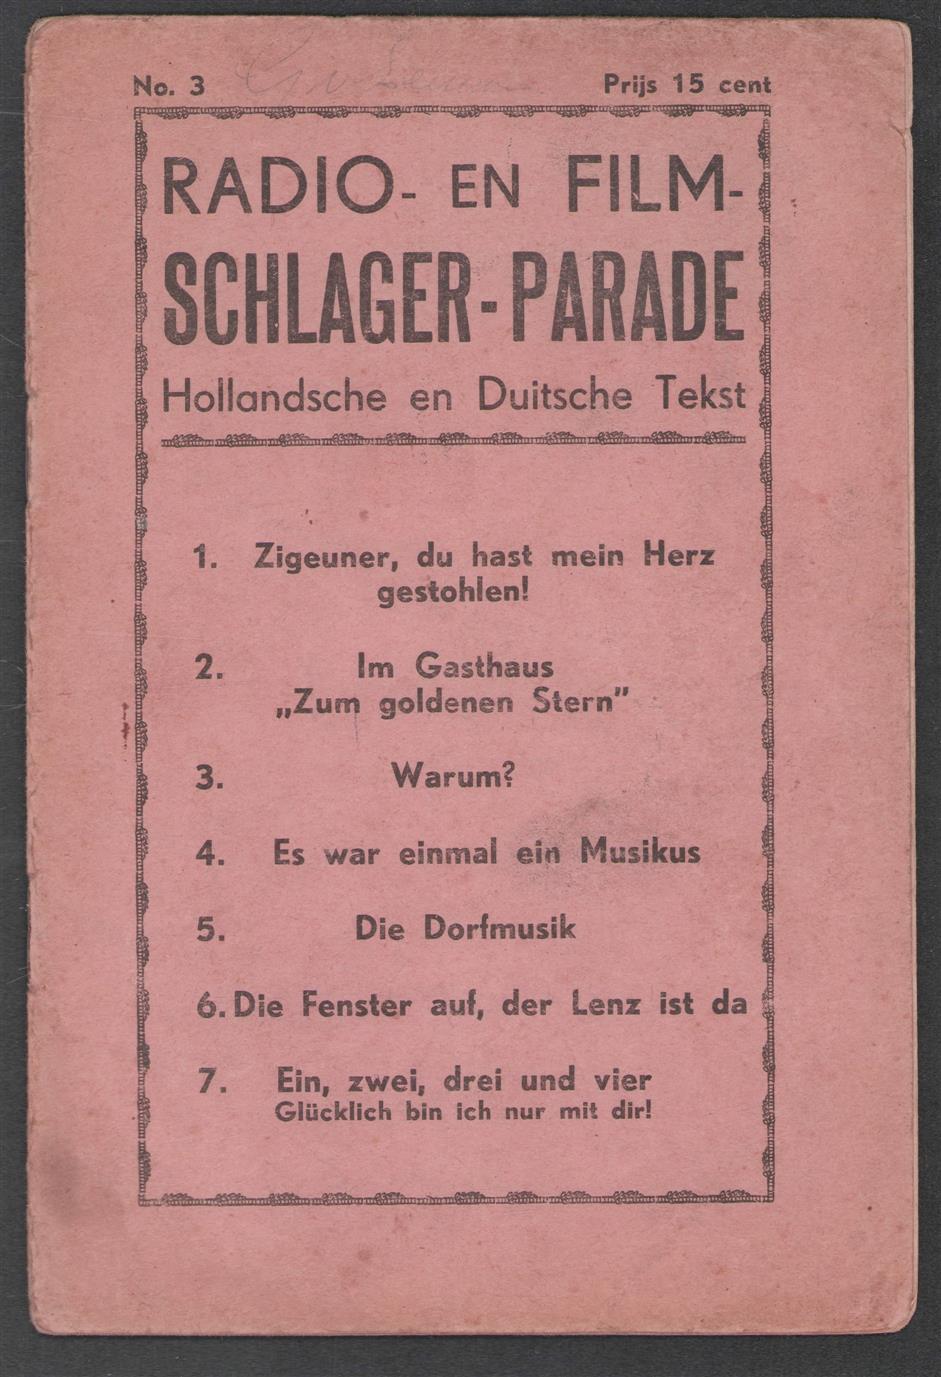 No. 3 Prijs 15 cent
RADIO- EN FILM-
SCHLAGER-PARADE
Hollandsche en Duitsche Tekst
1. Zigeuner, du hast mein Herz
gestohlen!
2. Im Gasthaus
„Zum goldenen Stern”
3. Warum?
4. Es war einmal ein Musikus
5. Die Dorfmusik
6. Die Fenster auf, der Lenz ist da
7. Ein, zwei, drei und vier
Glücklich bin ich nur mit dir!